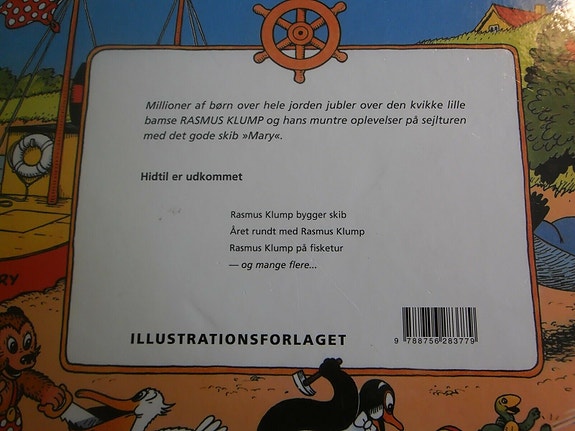 Millioner af børn over hele jorden jubler over den kvikke lille
bamse RASMUS KLUMP og hans muntre oplevelser på sejlturen
med det gode skib »Mary«.
Hidtil er udkommet
Rasmus Klump bygger skib
Året rundt med Rasmus Klump
Rasmus Klump på fisketur
— og mange flere...
RY
ILLUSTRATIONSFORLAGET
9 788756 283779